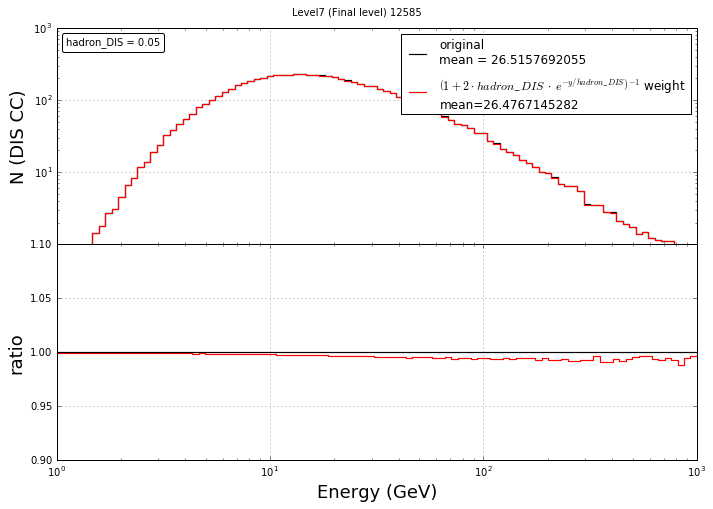 Level7 (Final level) 12585
hadron_DIS = 0.05
original
mean = 26.5157692055
(1 + 2 · hadron_DIS · e^{−y/hadron_DIS})^{−1} weight
mean=26.4767145282
N (DIS CC)
10^3
10^2
10^1
1.10
1.05
1.00
0.95
0.90
ratio
10^0 10^1 10^2 10^3
Energy (GeV)